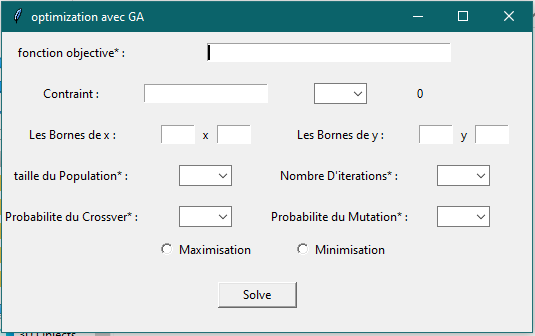 optimization avec GA
fonction objective* :
Contraint : 0
Les Bornes de x : x Les Bornes de y : y
taille du Population* : Nombre D'iterations* :
Probabilite du Crossver* : Probabilite du Mutation* :
Maximisation Minimisation
Solve